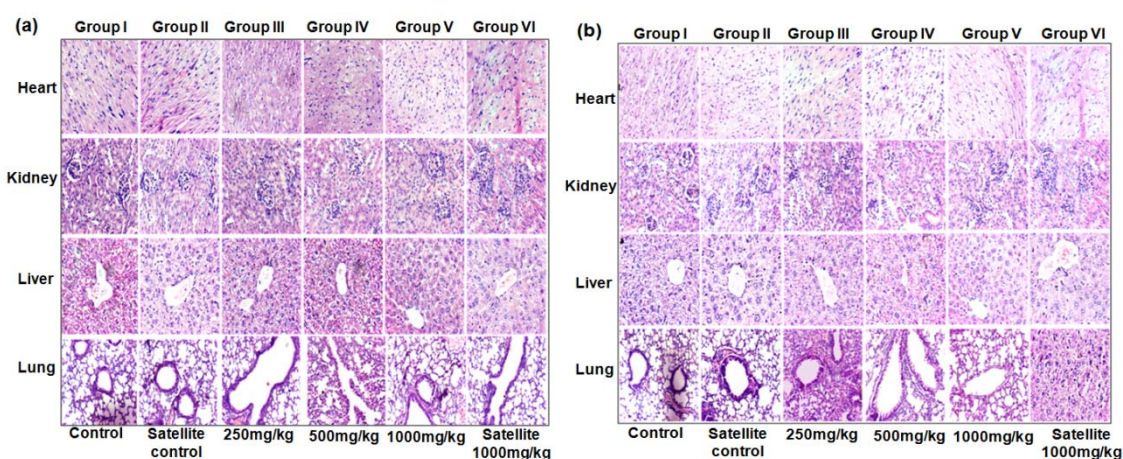 (a)
Group I Group II Group III Group IV Group V Group VI
Heart
Kidney
Liver
Lung
Control Satellite control 250mg/kg 500mg/kg 1000mg/kg Satellite 1000mg/kg
(b)
Group I Group II Group III Group IV Group V Group VI
Heart
Kidney
Liver
Lung
Control Satellite control 250mg/kg 500mg/kg 1000mg/kg Satellite 1000mg/kg